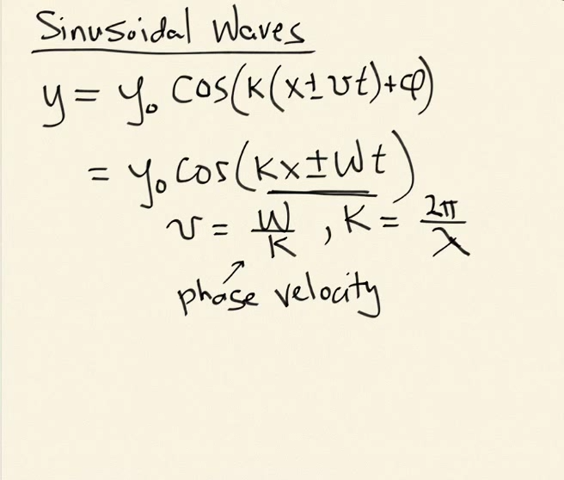 Sinusoidal Waves
y = y₀ cos(k(x ± vt) + φ)
= y₀ cos(kx ± ωt)
v = ω/k , k = 2π/λ
phase velocity